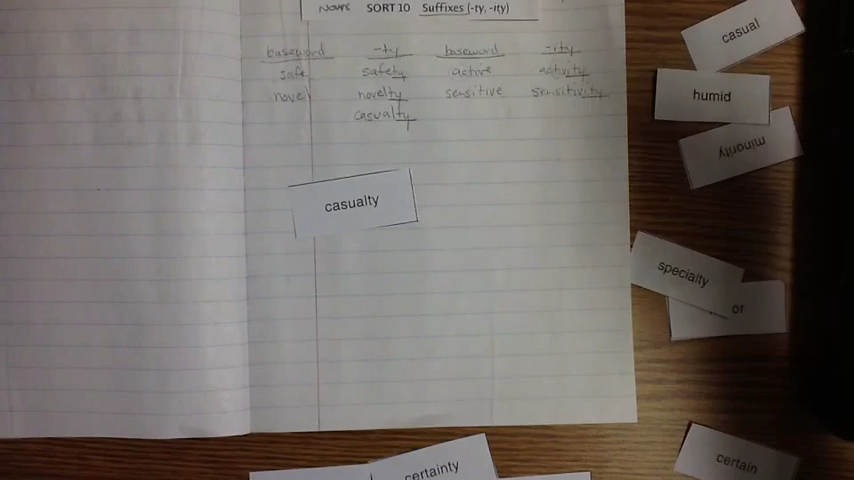 Nouns SORT 10 Suffixes (-ty, -ity)
baseword -ty baseword -ity
safe safety active activity
novel novelty sensitive sensitivity
casualty
casualty
casual
humid
minority
specialty
or
certain
certainty